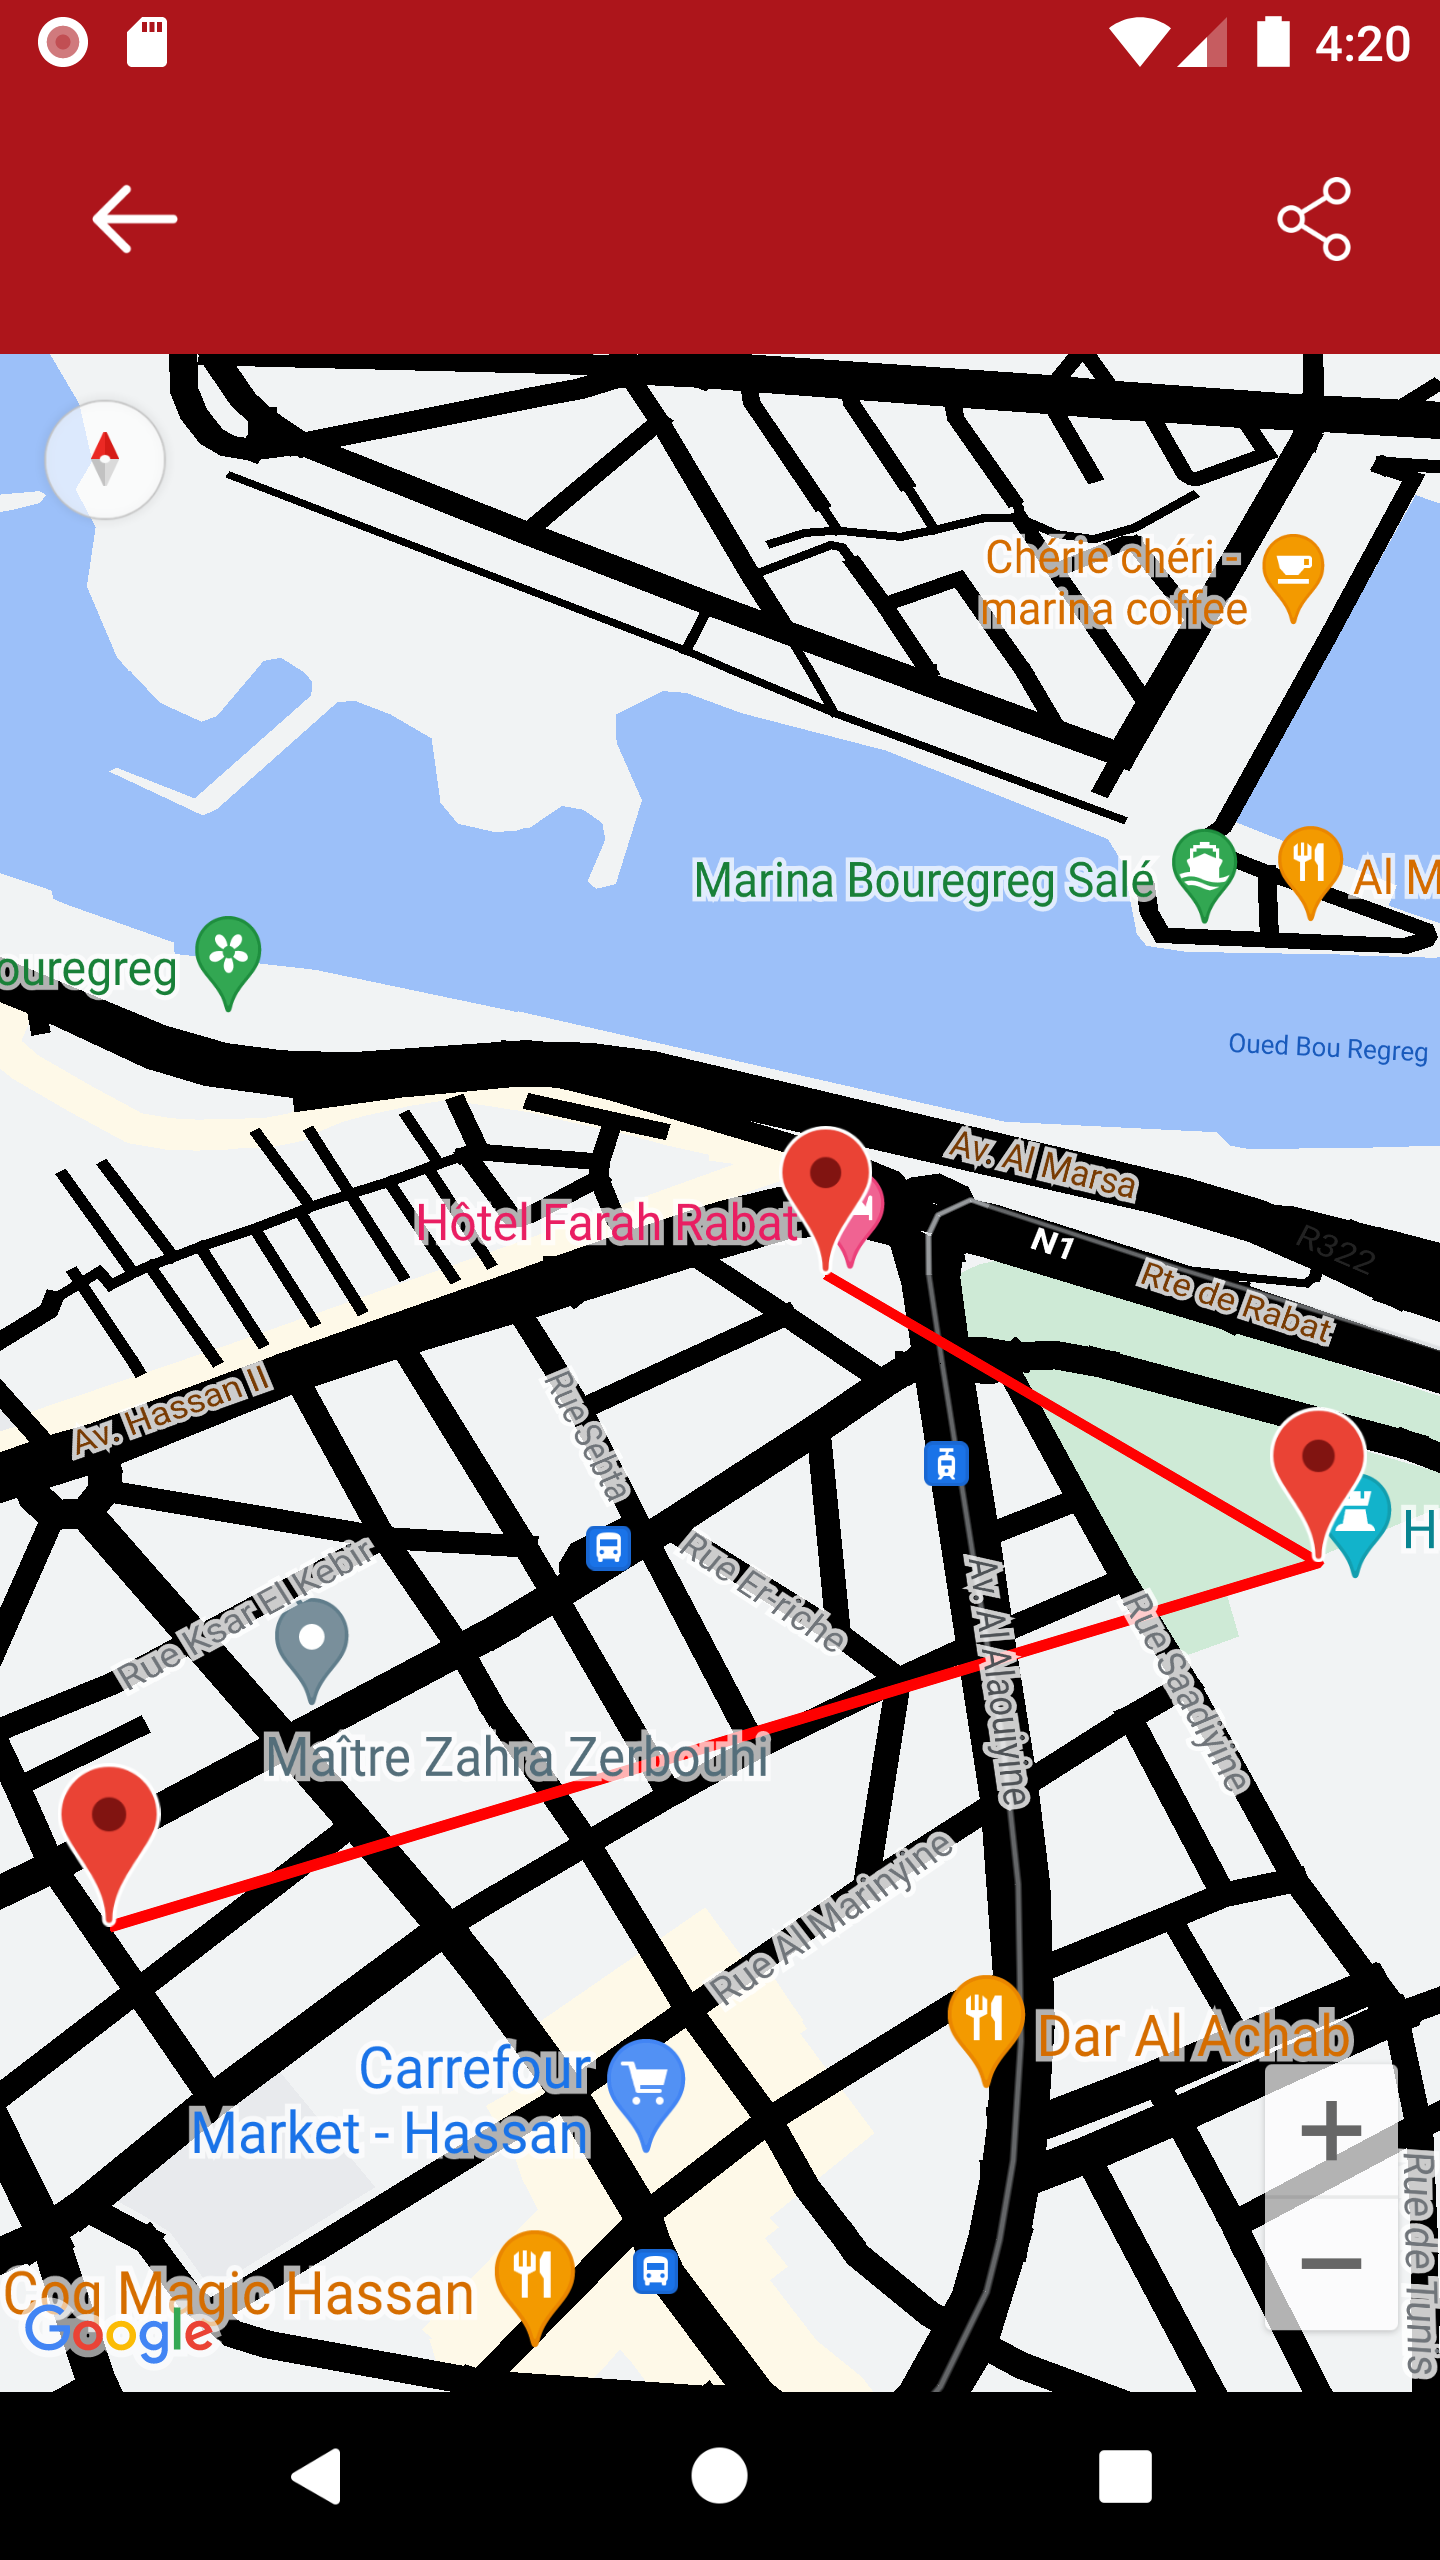 4:20
Chérie chéri -
marina coffee
Marina Bouregreg Salé
Al M
ouregreg
Oued Bou Regreg
Av. Al Marsa
Hôtel Farah Rabat
N1
R322
Rte de Rabat
Av. Hassan II
Rue Sebta
H
Rue Ksar El Kebir
Rue Er-riche
Av. Al Alaouiyine
Rue Saadiyine
Maître Zahra Zerbouhi
Rue Al Marinyine
Dar Al Achab
Carrefour
Market - Hassan
Rue de Tunis
Coq Magic Hassan
Google